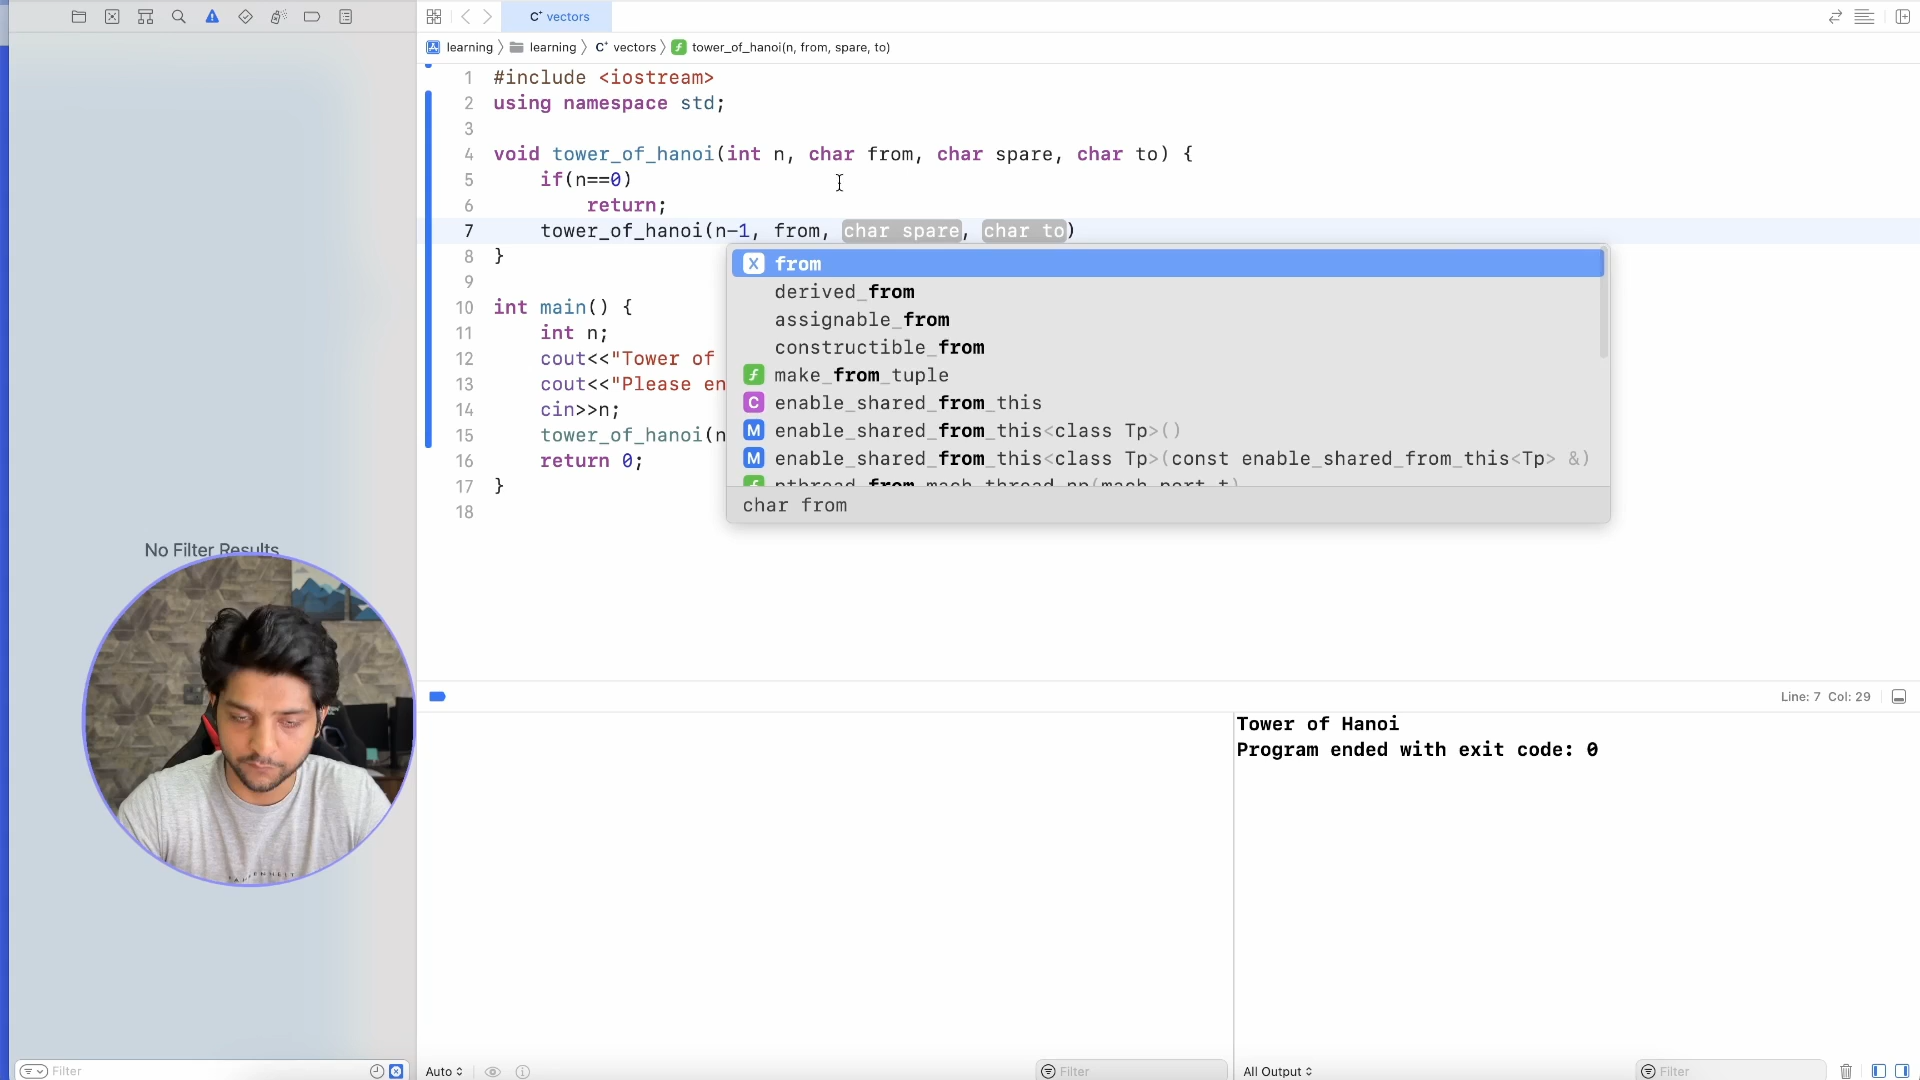 C⁺ vectors
learning 〉 learning 〉 C⁺ vectors 〉 f tower_of_hanoi(n, from, spare, to)
1 #include <iostream>
2 using namespace std;
3
4 void tower_of_hanoi(int n, char from, char spare, char to) {
5 if(n==0)
6 return;
7 tower_of_hanoi(n-1, from, char spare, char to)
8 }
9
10 int main() {
11 int n;
12 cout<<"Tower of
13 cout<<"Please en
14 cin>>n;
15 tower_of_hanoi(n
16 return 0;
17 }
18
X from
derived_from
assignable_from
constructible_from
f make_from_tuple
C enable_shared_from_this
M enable_shared_from_this<class Tp>()
M enable_shared_from_this<class Tp>(const enable_shared_from_this<Tp> &)
f pthread_from_mach_thread_np(mach_port_t)
char from
No Filter Results
Line: 7 Col: 29
Tower of Hanoi
Program ended with exit code: 0
Filter
Auto
Filter
All Output
Filter